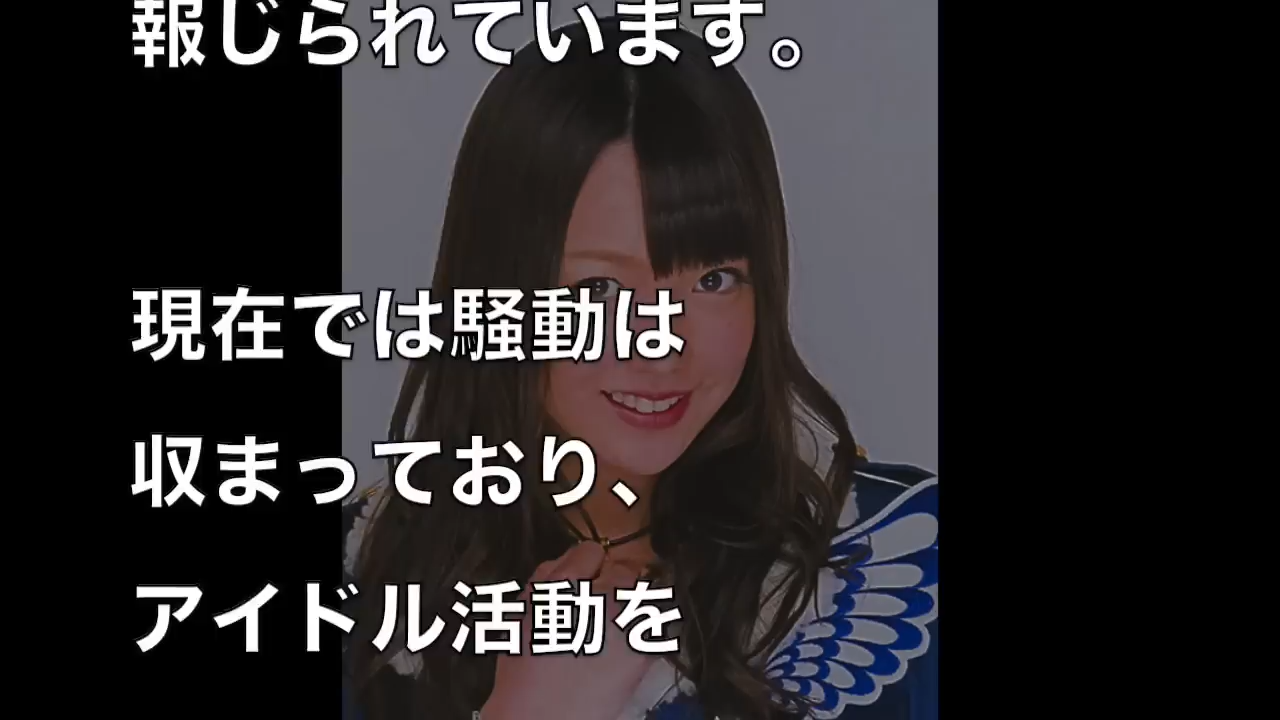 報じられています。
現在では騒動は
収まっており、
アイドル活動を